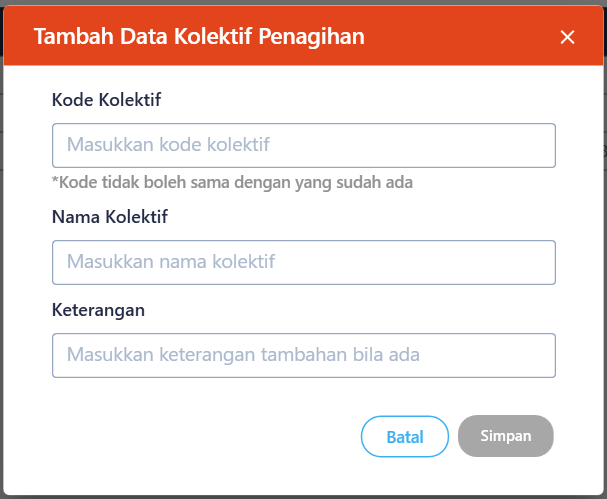 Tambah Data Kolektif Penagihan
Kode Kolektif
Masukkan kode kolektif
*Kode tidak boleh sama dengan yang sudah ada
Nama Kolektif
Masukkan nama kolektif
Keterangan
Masukkan keterangan tambahan bila ada
Batal
Simpan